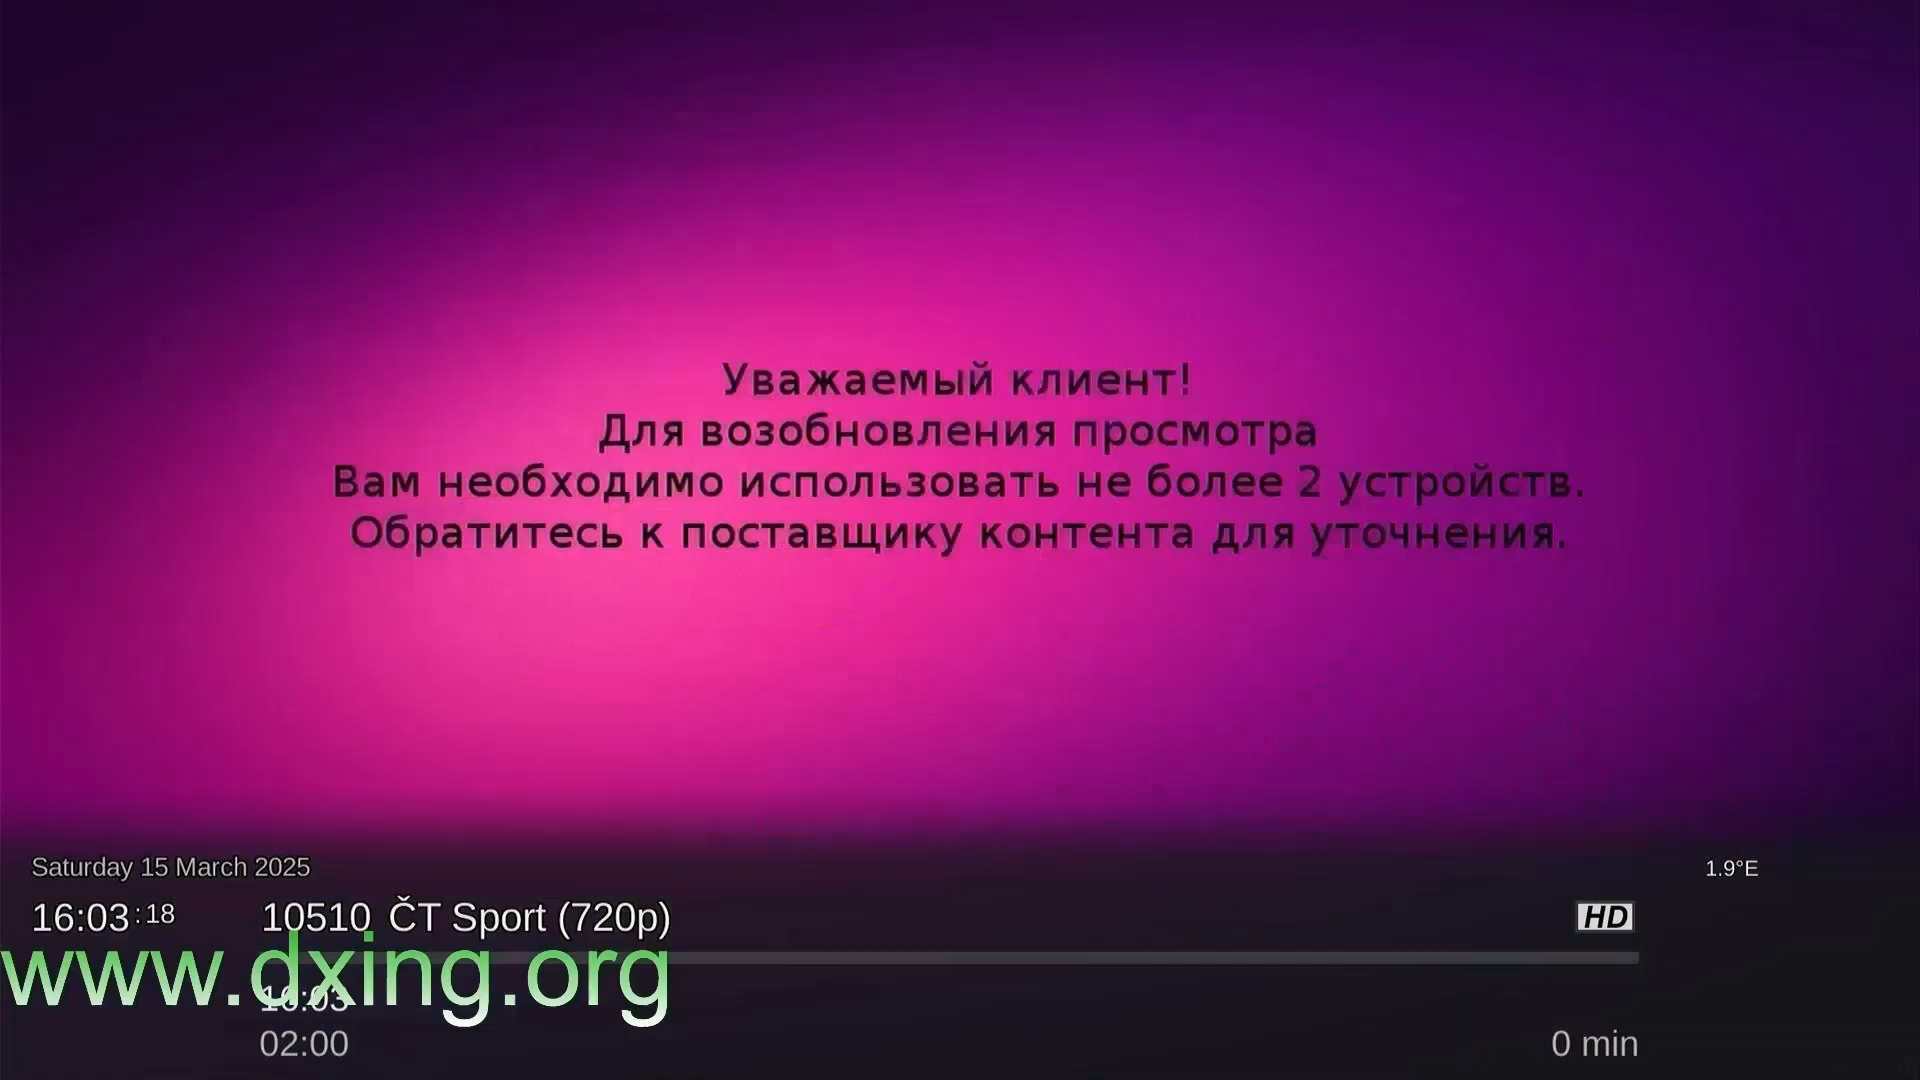 Уважаемый клиент!
Для возобновления просмотра
Вам необходимо использовать не более 2 устройств.
Обратитесь к поставщику контента для уточнения.
Saturday 15 March 2025
1.9°E
16:03:18 10510 ČT Sport (720p) HD
www.dxing.org
16:03
02:00 0 min